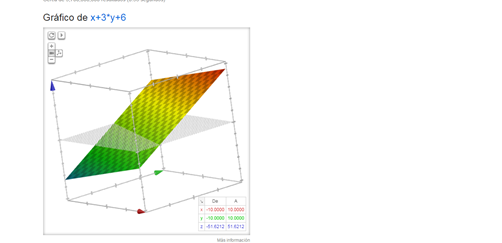 Gráfico de x+3*y+6
De A
x -10.0000 10.0000
y -10.0000 10.0000
z -51.6212 51.6212
Más información